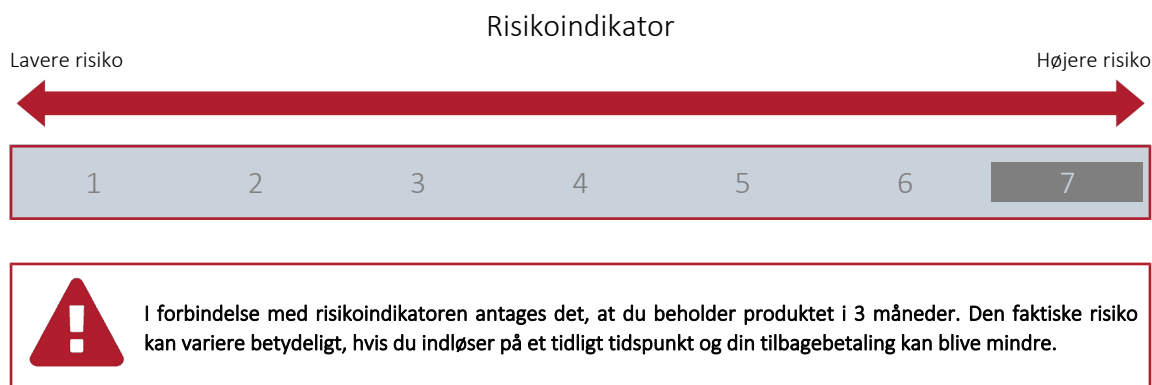 Risikoindikator
Lavere risiko
Højere risiko
1 2 3 4 5 6 7
I forbindelse med risikoindikatoren antages det, at du beholder produktet i 3 måneder. Den faktiske risiko
kan variere betydeligt, hvis du indløser på et tidligt tidspunkt og din tilbagebetaling kan blive mindre.